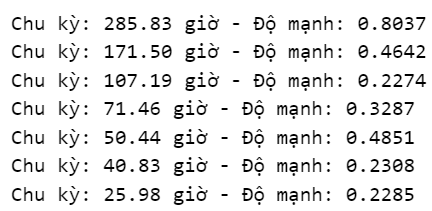 Chu kỳ: 285.83 giờ - Độ mạnh: 0.8037
Chu kỳ: 171.50 giờ - Độ mạnh: 0.4642
Chu kỳ: 107.19 giờ - Độ mạnh: 0.2274
Chu kỳ: 71.46 giờ - Độ mạnh: 0.3287
Chu kỳ: 50.44 giờ - Độ mạnh: 0.4851
Chu kỳ: 40.83 giờ - Độ mạnh: 0.2308
Chu kỳ: 25.98 giờ - Độ mạnh: 0.2285